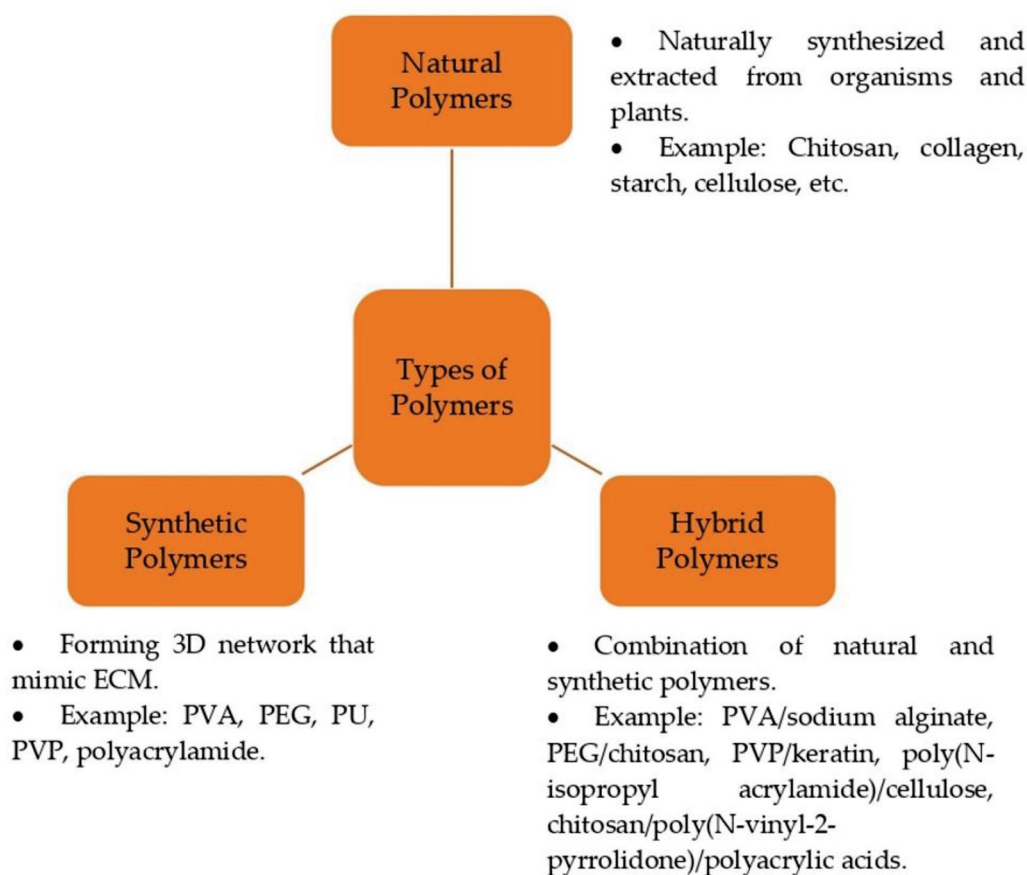 Natural
Polymers
• Naturally synthesized and
extracted from organisms and
plants.
• Example: Chitosan, collagen,
starch, cellulose, etc.
Types of
Polymers
Synthetic
Polymers
• Forming 3D network that
mimic ECM.
• Example: PVA, PEG, PU,
PVP, polyacrylamide.
Hybrid
Polymers
• Combination of natural and
synthetic polymers.
• Example: PVA/sodium alginate,
PEG/chitosan, PVP/keratin, poly(N-
isopropyl acrylamide)/cellulose,
chitosan/poly(N-vinyl-2-
pyrrolidone)/polyacrylic acids.